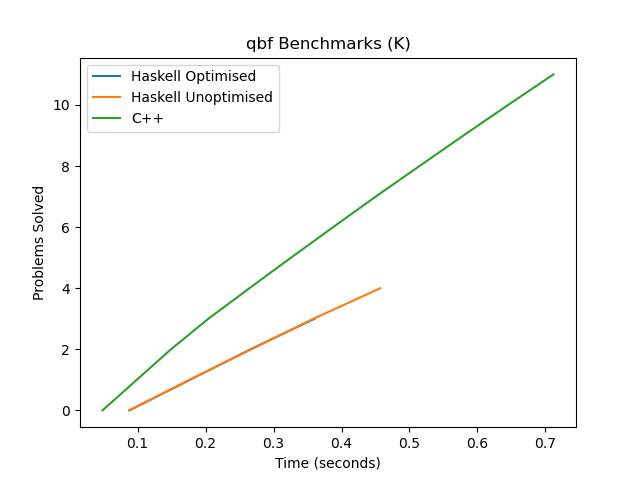 qbf Benchmarks (K)
Haskell Optimised
Haskell Unoptimised
C++
Problems Solved
10
8
6
4
2
0
0.1 0.2 0.3 0.4 0.5 0.6 0.7
Time (seconds)